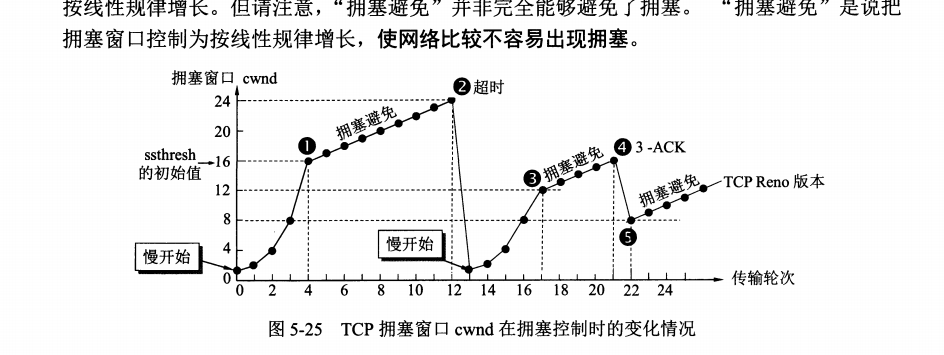 按线性规律增长。但请注意，“拥塞避免”并非完全能够避免了拥塞。 “拥塞避免”是说把
拥塞窗口控制为按线性规律增长，使网络比较不容易出现拥塞。
拥塞窗口 cwnd
❷ 超时
24
拥塞避免
20
❶
❹ 3-ACK
ssthresh
的初始值
16
拥塞避免
❸
12
拥塞避免
TCP Reno 版本
8
❺
慢开始
4
慢开始
0
0 2 4 6 8 10 12 14 16 18 20 22 24
传输轮次
图 5-25 TCP 拥塞窗口 cwnd 在拥塞控制时的变化情况